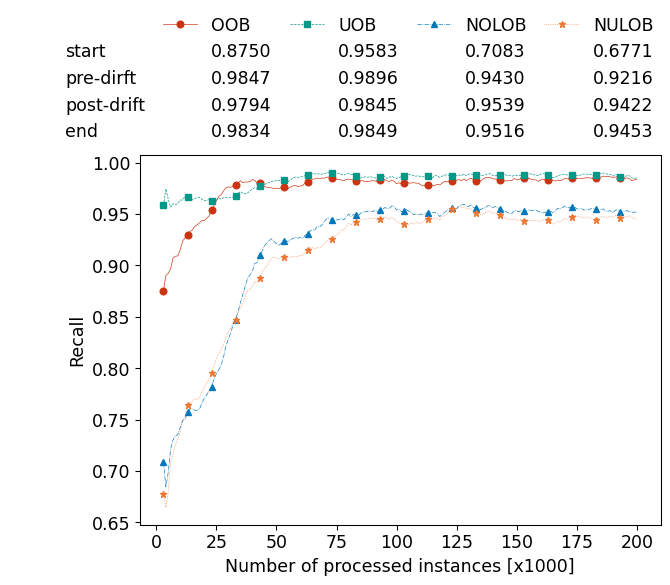 OOB UOB NOLOB NULOB
start 0.8750 0.9583 0.7083 0.6771
pre-dirft 0.9847 0.9896 0.9430 0.9216
post-drift 0.9794 0.9845 0.9539 0.9422
end 0.9834 0.9849 0.9516 0.9453
1.00
0.95
0.90
0.85
0.80
0.75
0.70
0.65
Recall
0 25 50 75 100 125 150 175 200
Number of processed instances [x1000]